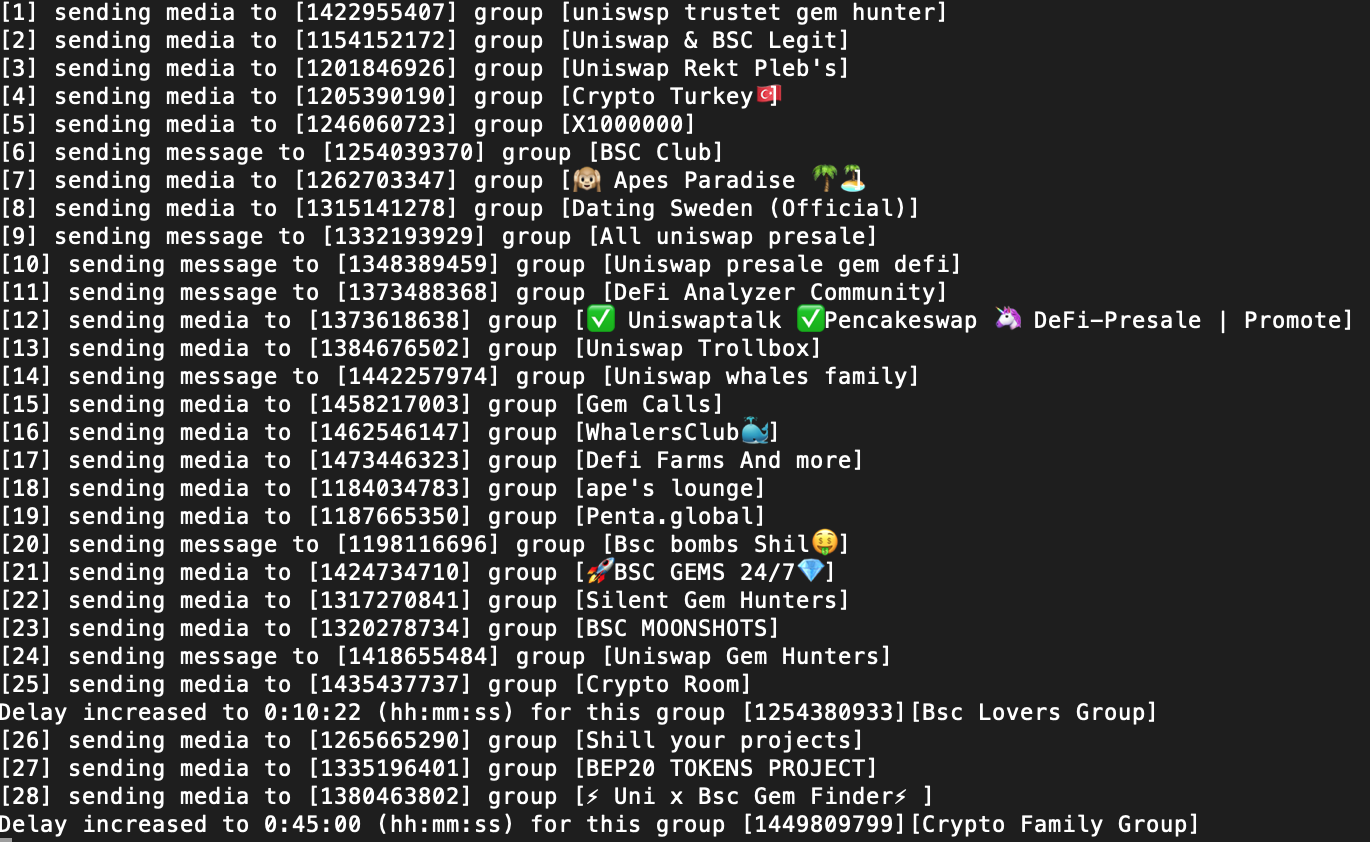 [1] sending media to [1422955407] group [uniswsp trustet gem hunter]
[2] sending media to [1154152172] group [Uniswap & BSC Legit]
[3] sending media to [1201846926] group [Uniswap Rekt Pleb's]
[4] sending media to [1205390190] group [Crypto Turkey🇹🇷]
[5] sending media to [1246060723] group [X1000000]
[6] sending message to [1254039370] group [BSC Club]
[7] sending media to [1262703347] group [🙉 Apes Paradise 🌴🏝]
[8] sending media to [1315141278] group [Dating Sweden (Official)]
[9] sending message to [1332193929] group [All uniswap presale]
[10] sending message to [1348389459] group [Uniswap presale gem defi]
[11] sending message to [1373488368] group [DeFi Analyzer Community]
[12] sending media to [1373618638] group [✅ Uniswaptalk ✅Pencakeswap 🦄 DeFi-Presale | Promote]
[13] sending media to [1384676502] group [Uniswap Trollbox]
[14] sending message to [1442257974] group [Uniswap whales family]
[15] sending media to [1458217003] group [Gem Calls]
[16] sending media to [1462546147] group [WhalersClub🐳]
[17] sending media to [1473446323] group [Defi Farms And more]
[18] sending media to [1184034783] group [ape's lounge]
[19] sending media to [1187665350] group [Penta.global]
[20] sending message to [1198116696] group [Bsc bombs Shil🤑]
[21] sending media to [1424734710] group [🚀BSC GEMS 24/7💎]
[22] sending media to [1317270841] group [Silent Gem Hunters]
[23] sending media to [1320278734] group [BSC MOONSHOTS]
[24] sending message to [1418655484] group [Uniswap Gem Hunters]
[25] sending media to [1435437737] group [Crypto Room]
Delay increased to 0:10:22 (hh:mm:ss) for this group [1254380933][Bsc Lovers Group]
[26] sending media to [1265665290] group [Shill your projects]
[27] sending media to [1335196401] group [BEP20 TOKENS PROJECT]
[28] sending media to [1380463802] group [⚡ Uni x Bsc Gem Finder⚡ ]
Delay increased to 0:45:00 (hh:mm:ss) for this group [1449809799][Crypto Family Group]